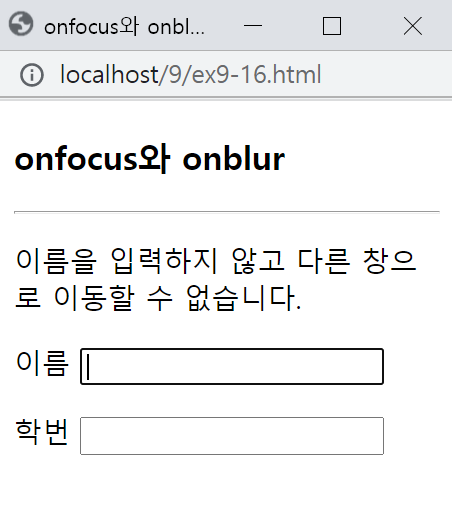 onfocus와 onbl...
localhost/9/ex9-16.html
onfocus와 onblur
이름을 입력하지 않고 다른 창으
로 이동할 수 없습니다.
이름
학번